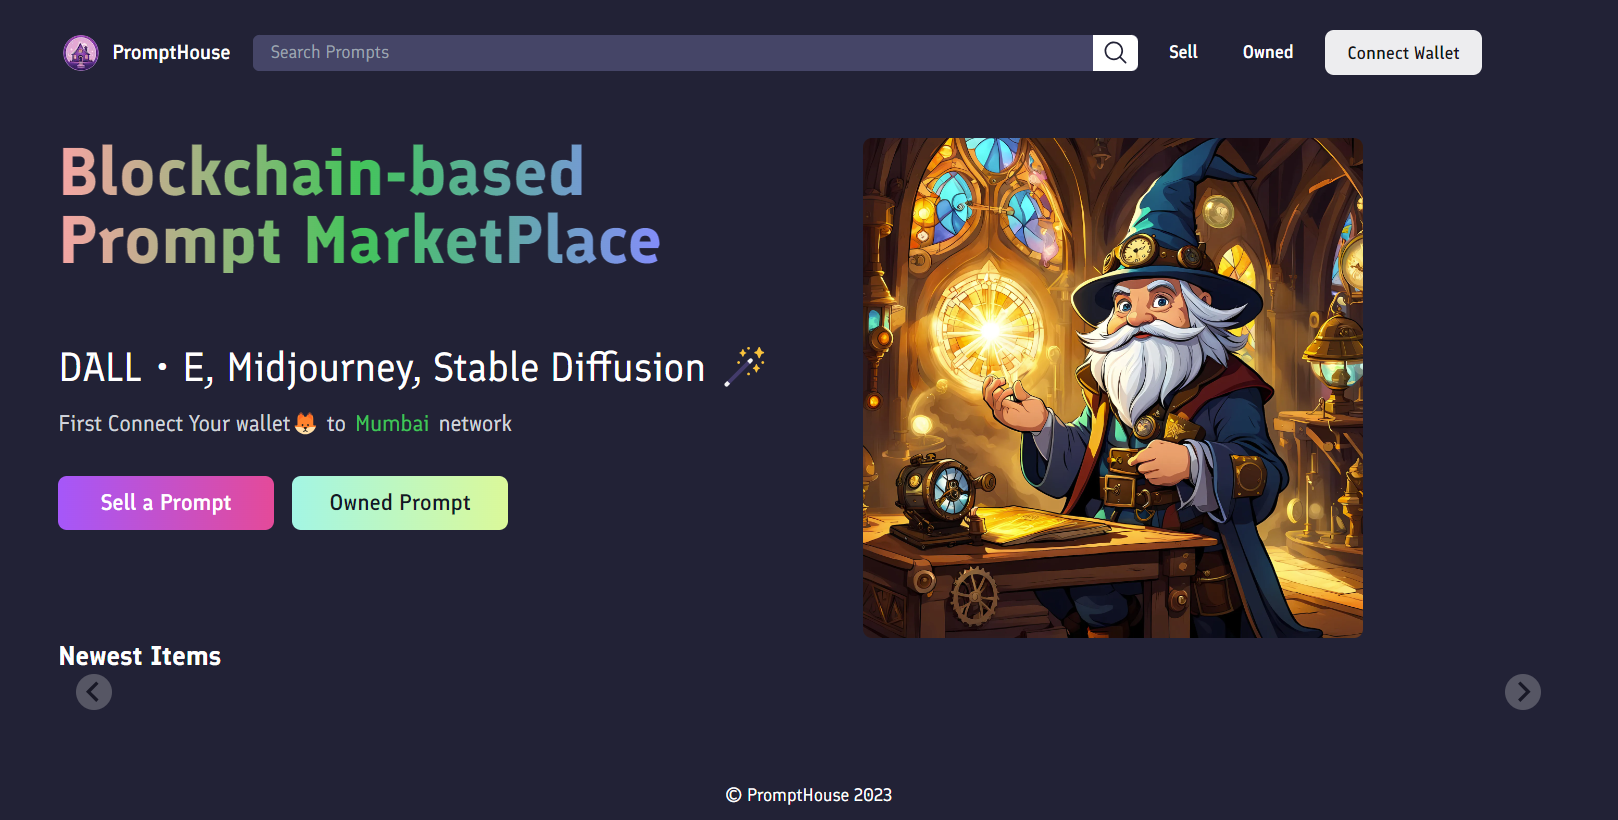 PromptHouse
Search Prompts
Sell
Owned
Connect Wallet
Blockchain-based
Prompt MarketPlace
DALL・E, Midjourney, Stable Diffusion 🪄
First Connect Your wallet🦊 to Mumbai network
Sell a Prompt
Owned Prompt
Newest Items
© PromptHouse 2023